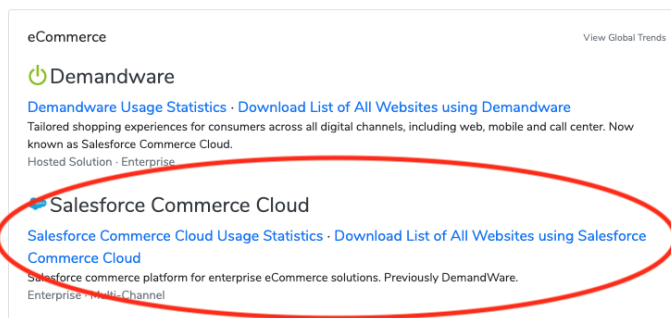 eCommerce
View Global Trends
Demandware
Demandware Usage Statistics · Download List of All Websites using Demandware
Tailored shopping experiences for consumers across all digital channels, including web, mobile and call center. Now
known as Salesforce Commerce Cloud.
Hosted Solution · Enterprise
Salesforce Commerce Cloud
Salesforce Commerce Cloud Usage Statistics · Download List of All Websites using Salesforce
Commerce Cloud
Salesforce commerce platform for enterprise eCommerce solutions. Previously DemandWare.
Enterprise · Multi-Channel